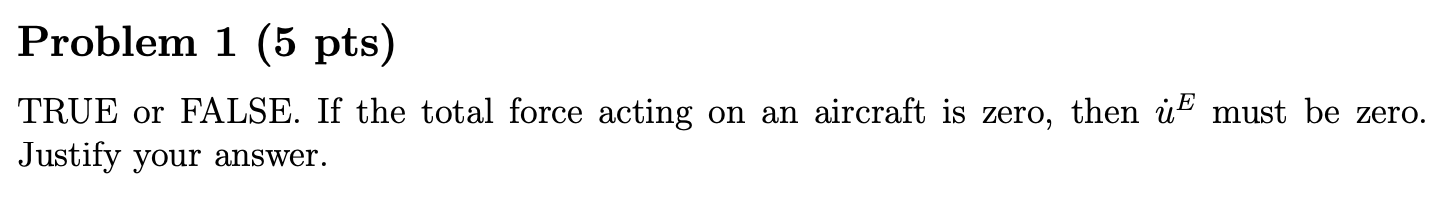 Problem 1 (5 pts)
TRUE or FALSE. If the total force acting on an aircraft is zero, then $\dot{u}^E$ must be zero.
Justify your answer.